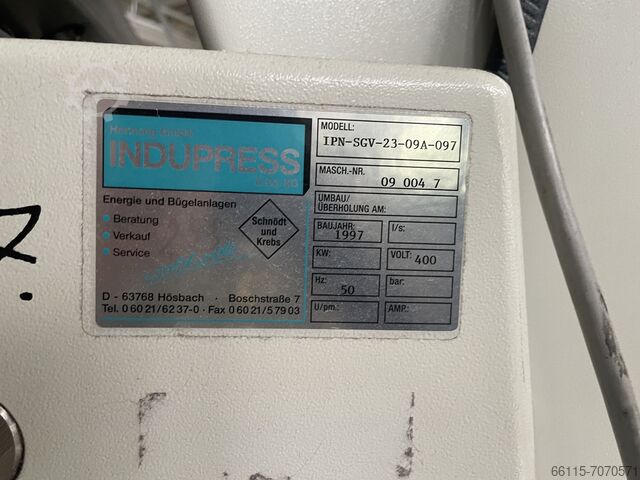 INDUPRESS
Energie und Bügelanlagen
Beratung
Verkauf
Service
Schnödt
und
Krebs
D - 63768 Hösbach · Boschstraße 7
Tel. 0 60 21/62 37-0 · Fax 0 60 21/5 79 03
MODELL:
IPN-SGV-23-09A-097
MASCH.-NR.
09 004 7
UMBAU/
ÜBERHOLUNG AM:
BAUJAHR: 1997
I/s:
KW:
VOLT: 400
Hz: 50
bar:
U/pm.:
AMP.:
66115-7070571